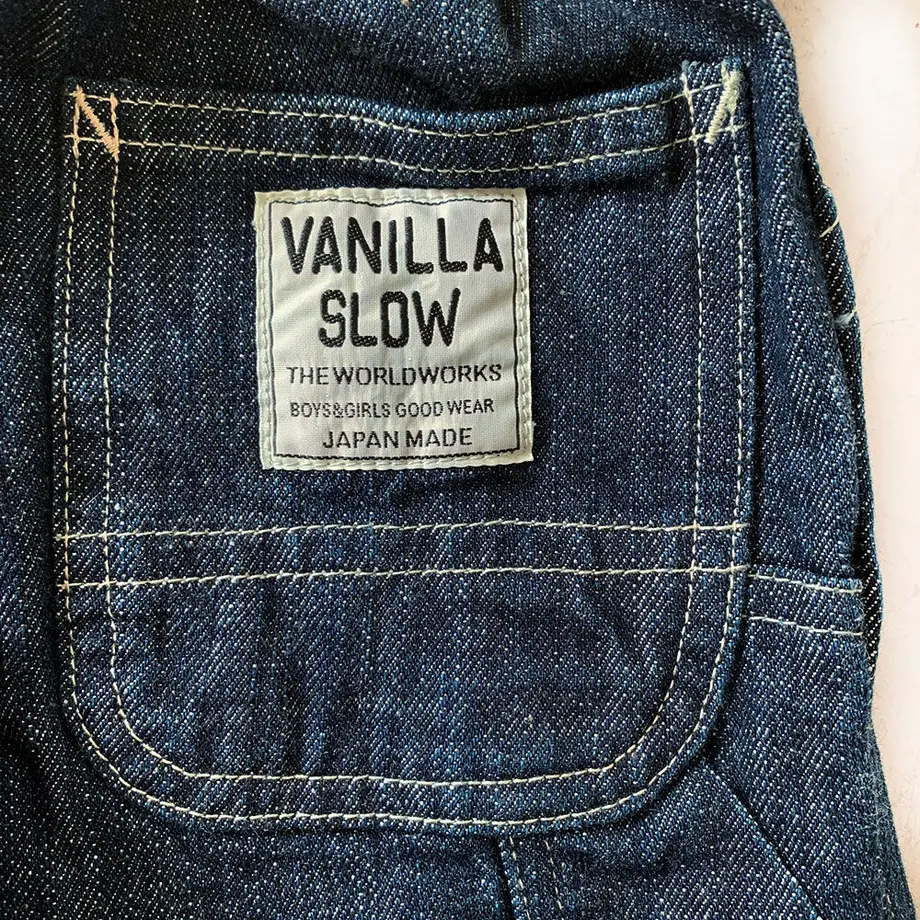 VANILLA
SLOW
THE WORLDWORKS
BOYS&GIRLS GOOD WEAR
JAPAN MADE